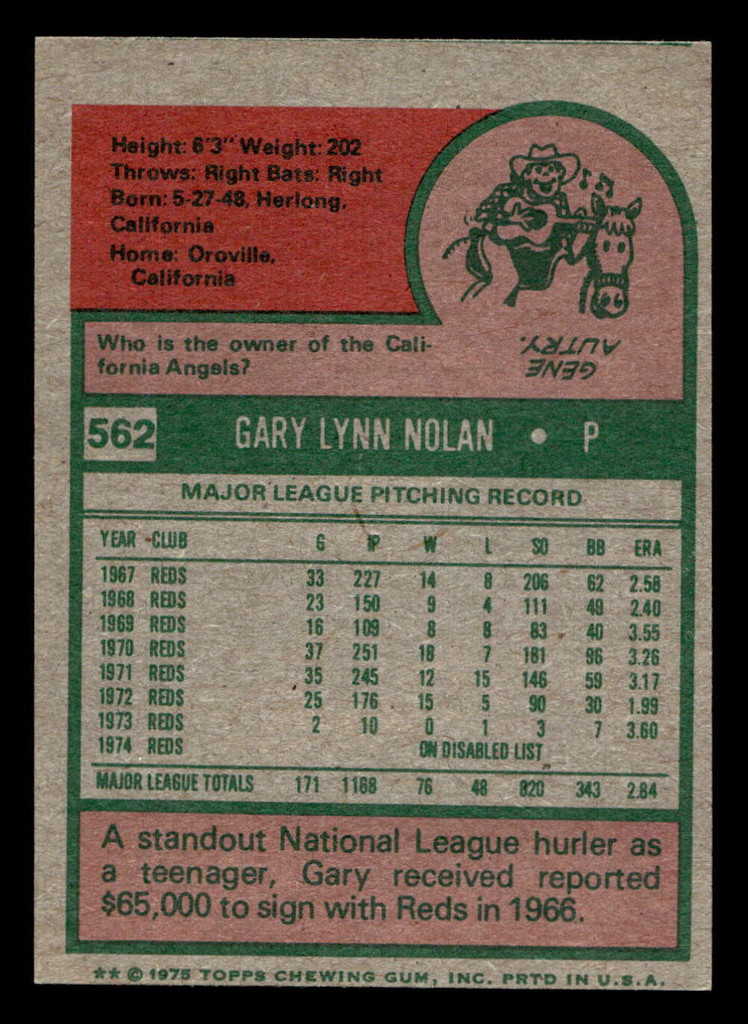 Height: 6'3" Weight: 202
Throws: Right Bats: Right
Born: 5-27-48, Herlong,
California
Home: Oroville,
California
Who is the owner of the Cali-
fornia Angels?
GENE
AUTRY.
562 GARY LYNN NOLAN • P
MAJOR LEAGUE PITCHING RECORD
YEAR CLUB G IP W L SO BB ERA
1967 REDS 33 227 14 8 206 62 2.58
1968 REDS 23 150 9 4 111 49 2.40
1969 REDS 16 109 8 8 83 40 3.55
1970 REDS 37 251 18 7 181 96 3.26
1971 REDS 35 245 12 15 146 59 3.17
1972 REDS 25 176 15 5 90 30 1.99
1973 REDS 2 10 0 1 3 7 3.60
1974 REDS ON DISABLED LIST
MAJOR LEAGUE TOTALS 171 1168 76 48 820 343 2.84
A standout National League hurler as
a teenager, Gary received reported
$65,000 to sign with Reds in 1966.
** © 1975 TOPPS CHEWING GUM, INC. PRT'D IN U.S.A.